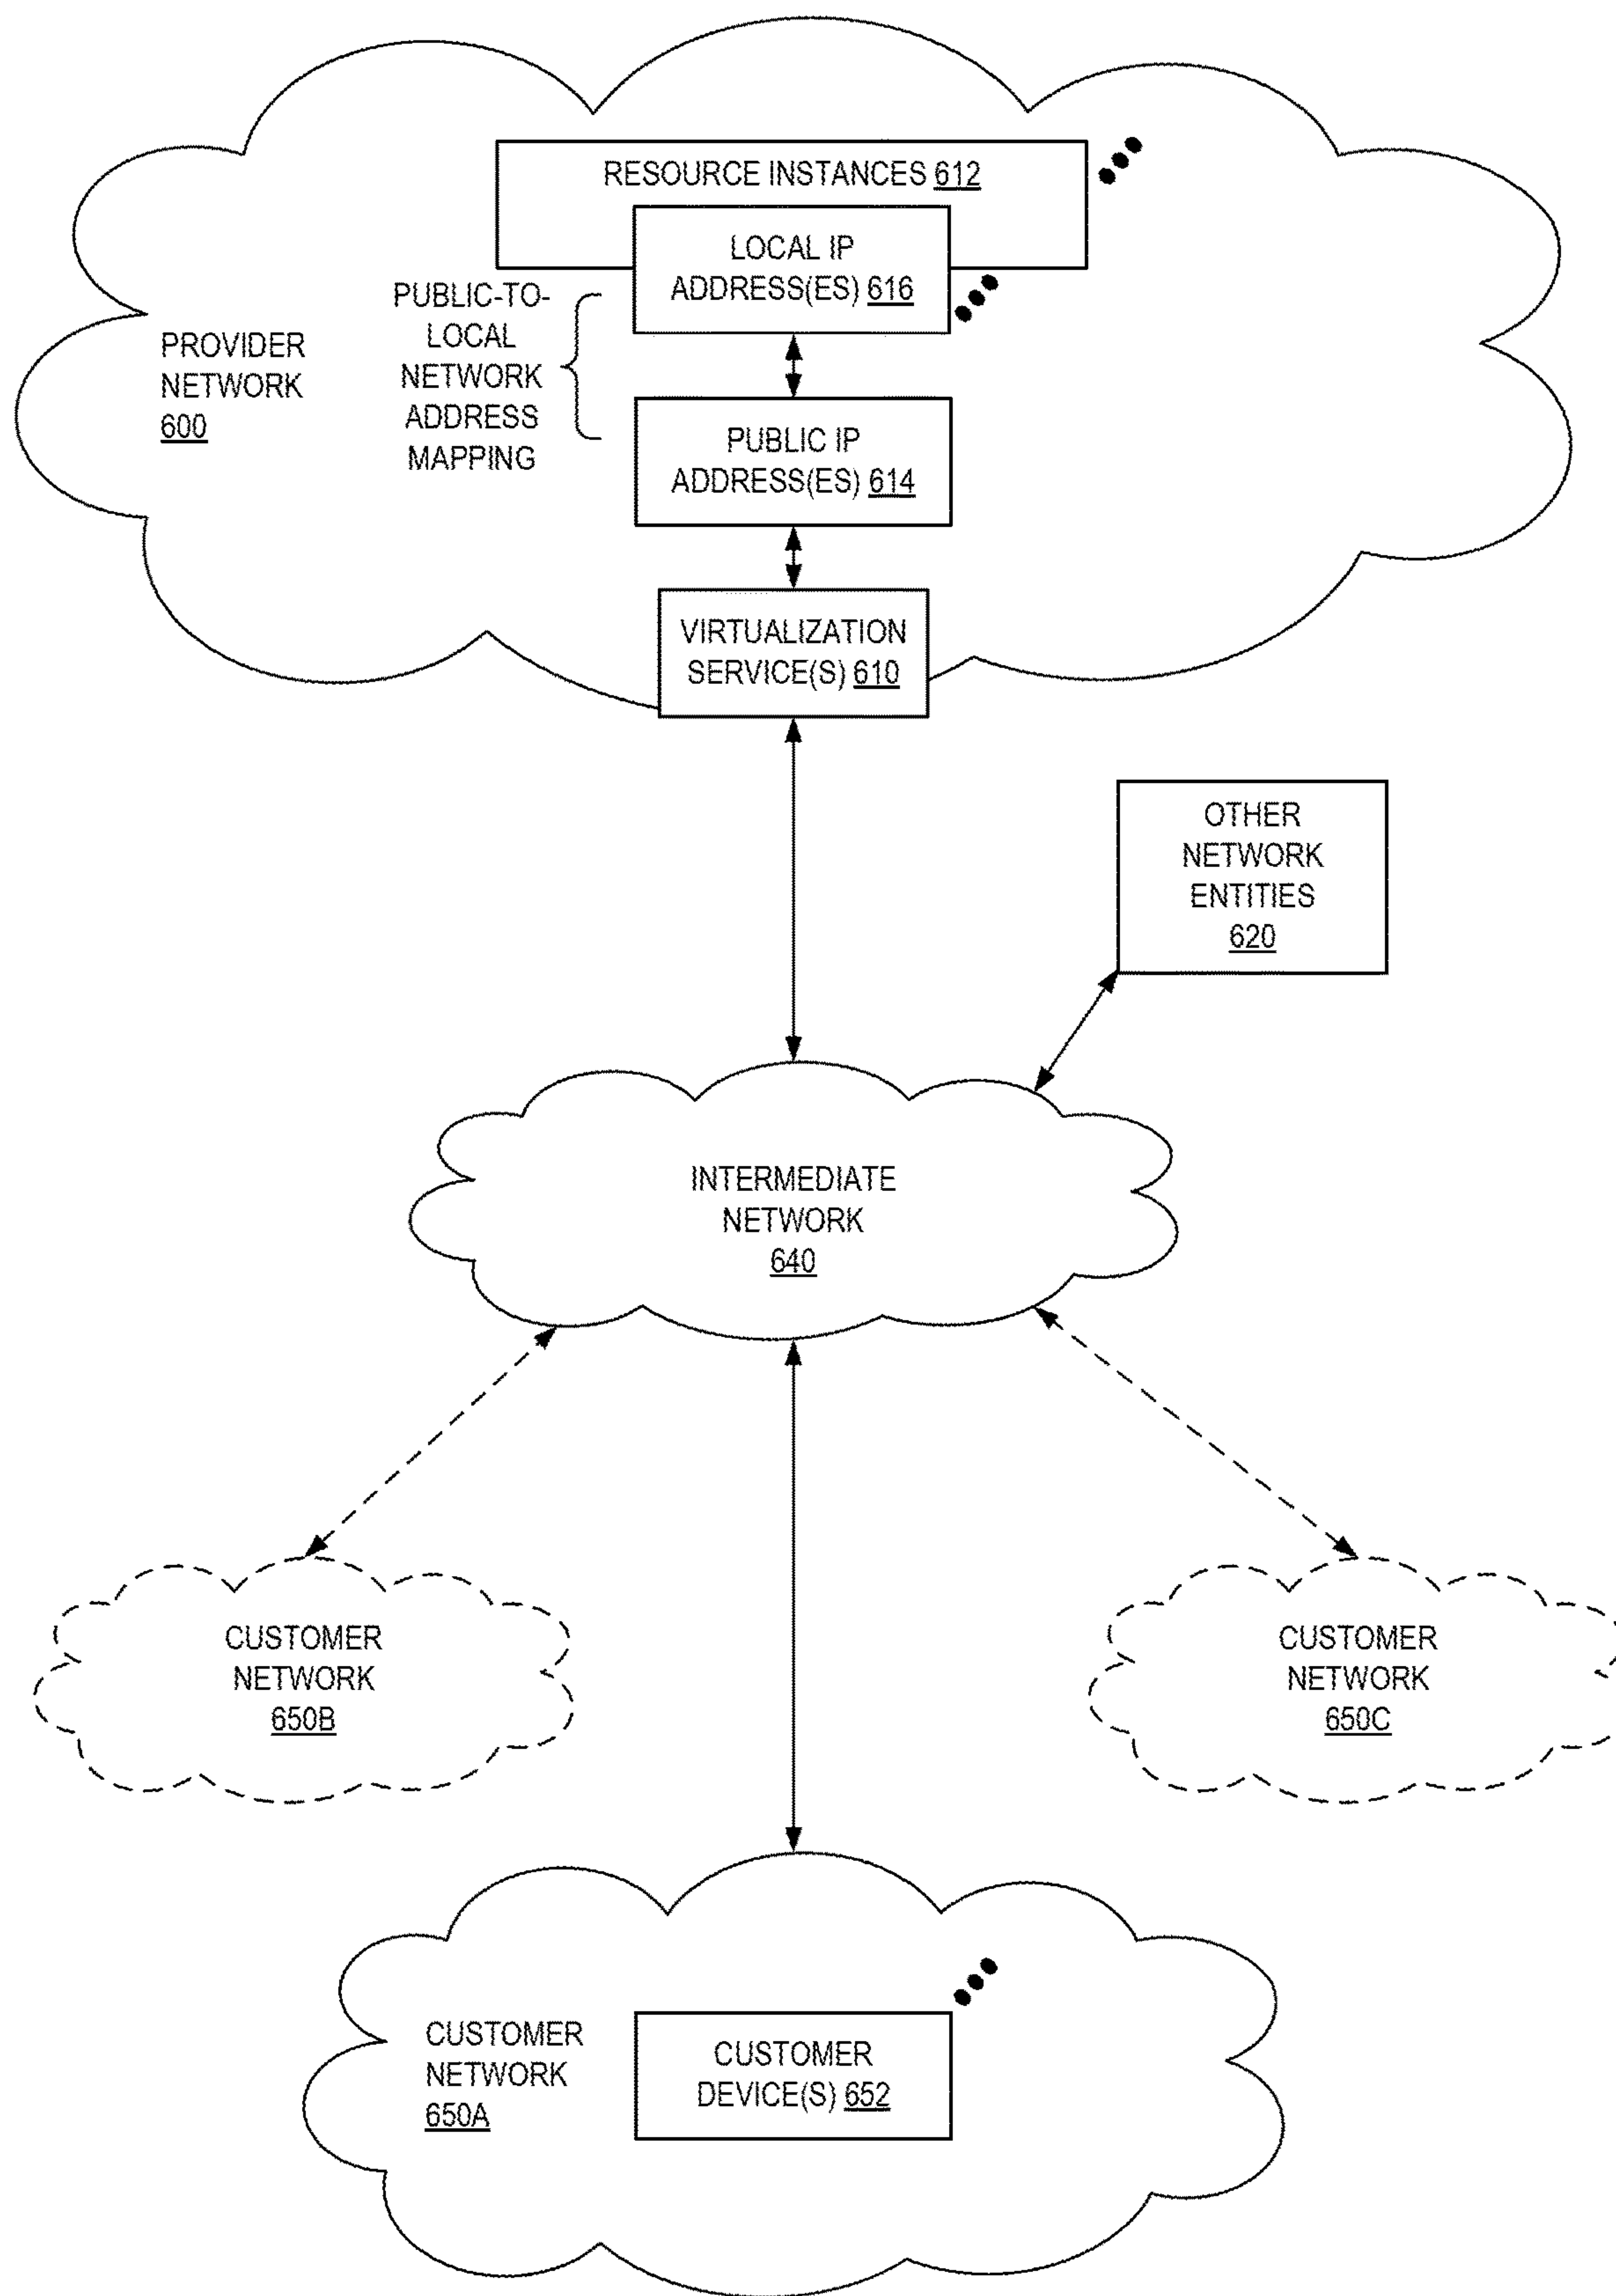 RESOURCE INSTANCES 612
LOCAL IP
ADDRESS(ES) 616
PUBLIC-TO-
LOCAL
NETWORK
ADDRESS
MAPPING
PROVIDER
NETWORK
600
PUBLIC IP
ADDRESS(ES) 614
VIRTUALIZATION
SERVICE(S) 610
OTHER
NETWORK
ENTITIES
620
INTERMEDIATE
NETWORK
640
CUSTOMER
NETWORK
650B
CUSTOMER
NETWORK
650C
CUSTOMER
NETWORK
650A
CUSTOMER
DEVICE(S) 652